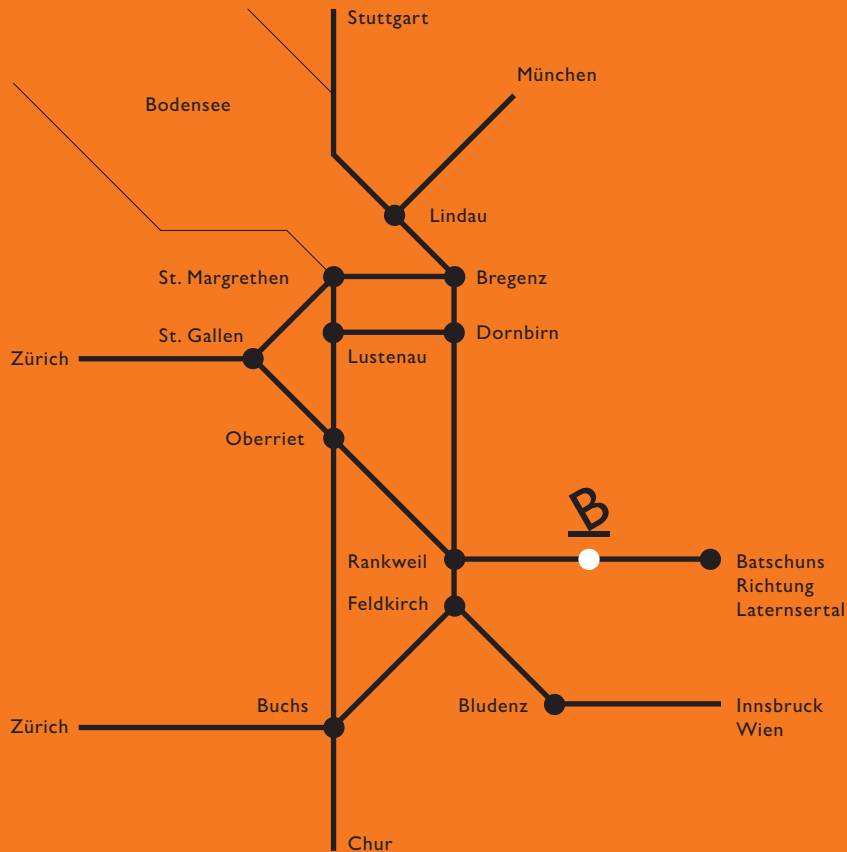 Stuttgart
München
Bodensee
Lindau
St. Margrethen
Bregenz
St. Gallen
Dornbirn
Zürich
Lustenau
Oberriet
B
Rankweil
Batschuns
Richtung
Laternsertal
Feldkirch
Buchs
Bludenz
Innsbruck
Wien
Zürich
Chur